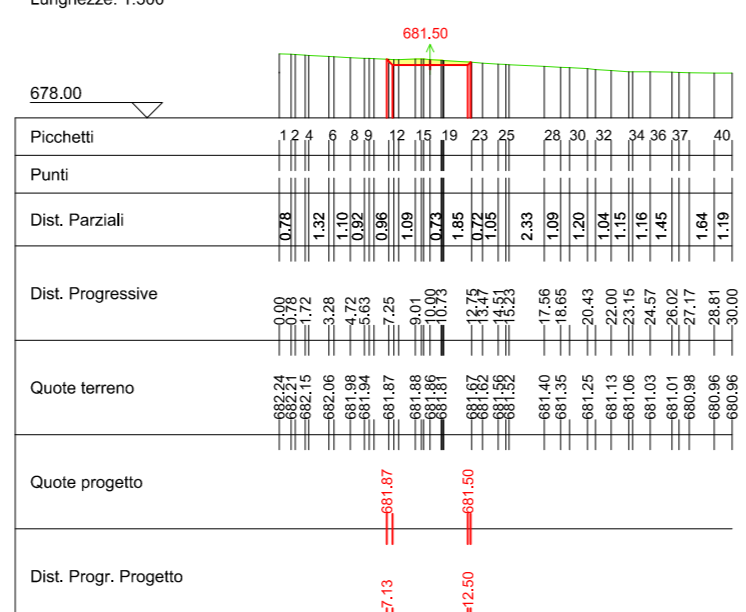 681.50
678.00
Picchetti 1 2 4 6 8 9 12 15 19 23 25 28 30 32 34 36 37 40
Punti
Dist. Parziali 0.78 1.32 1.10 0.92 0.96 1.09 0.73 1.85 0.72 1.05 2.33 1.09 1.20 1.04 1.15 1.16 1.45 1.64 1.19
Dist. Progressive 0.00 0.78 1.72 3.28 4.72 5.63 7.25 9.01 10.00 10.73 12.75 13.47 14.51 15.23 17.56 18.65 20.43 22.00 23.15 24.57 26.02 27.17 28.81 30.00
Quote terreno 682.24 682.21 682.15 682.06 681.98 681.94 681.87 681.88 681.86 681.81 681.67 681.62 681.56 681.52 681.40 681.35 681.25 681.13 681.06 681.03 681.01 680.98 680.96 680.96
Quote progetto 681.87 681.50
Dist. Progr. Progetto -7.13 12.50